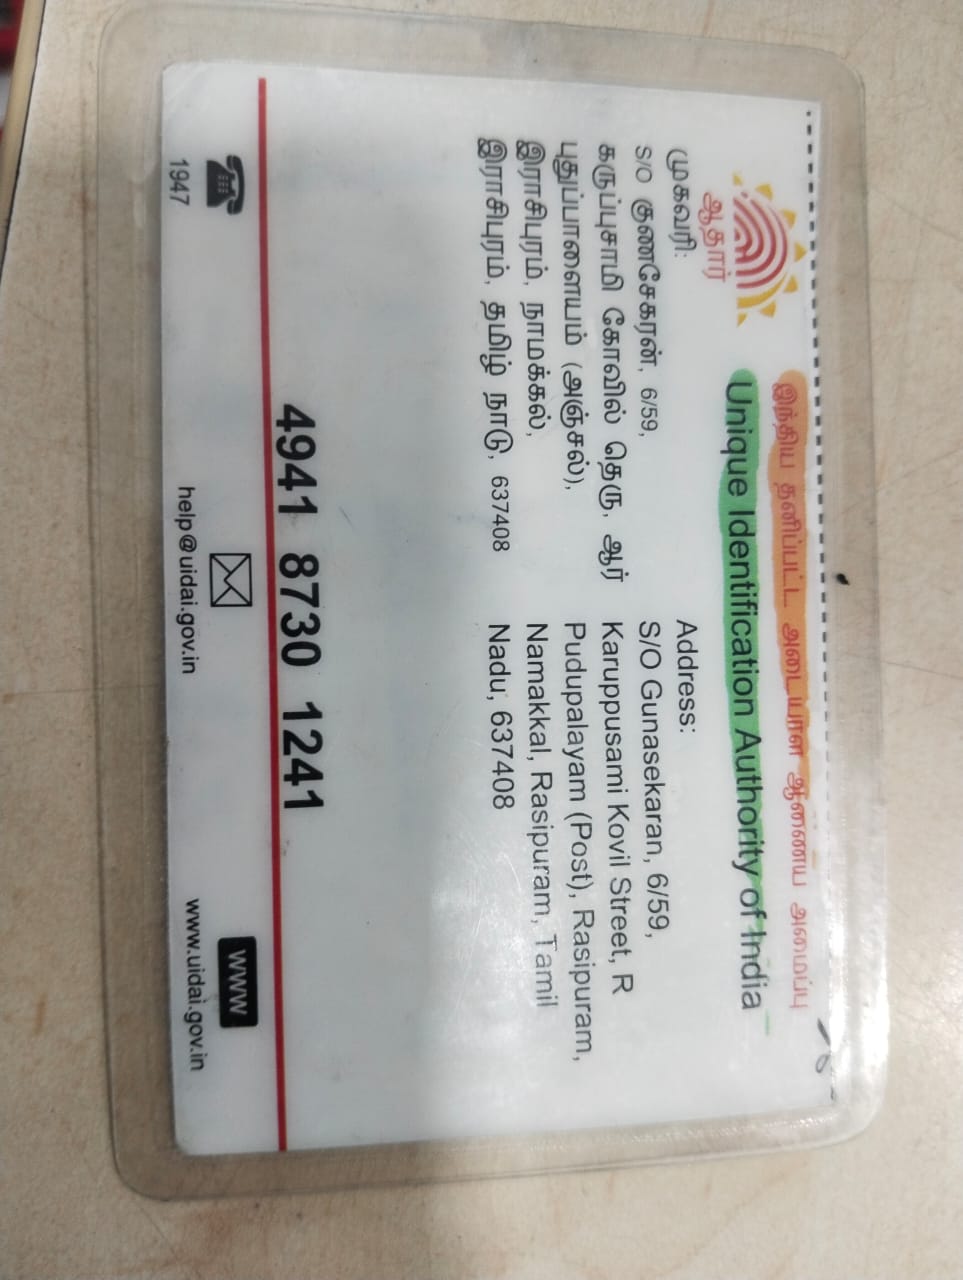 இந்திய தனிப்பட்ட அடையாள ஆணைய அமைப்பு
Unique Identification Authority of India
ஆதார்
முகவரி:
S/O குணசேகரன், 6/59,
கருப்புசாமி கோவில் தெரு, ஆர்
புதுப்பாளையம் (அஞ்சல்),
இராசிபுரம், நாமக்கல்,
இராசிபுரம், தமிழ் நாடு, 637408
Address:
S/O Gunasekaran, 6/59,
Karuppusami Kovil Street, R
Pudupalayam (Post), Rasipuram,
Namakkal, Rasipuram, Tamil
Nadu, 637408
4941 8730 1241
1947
help@uidai.gov.in
WWW
www.uidai.gov.in